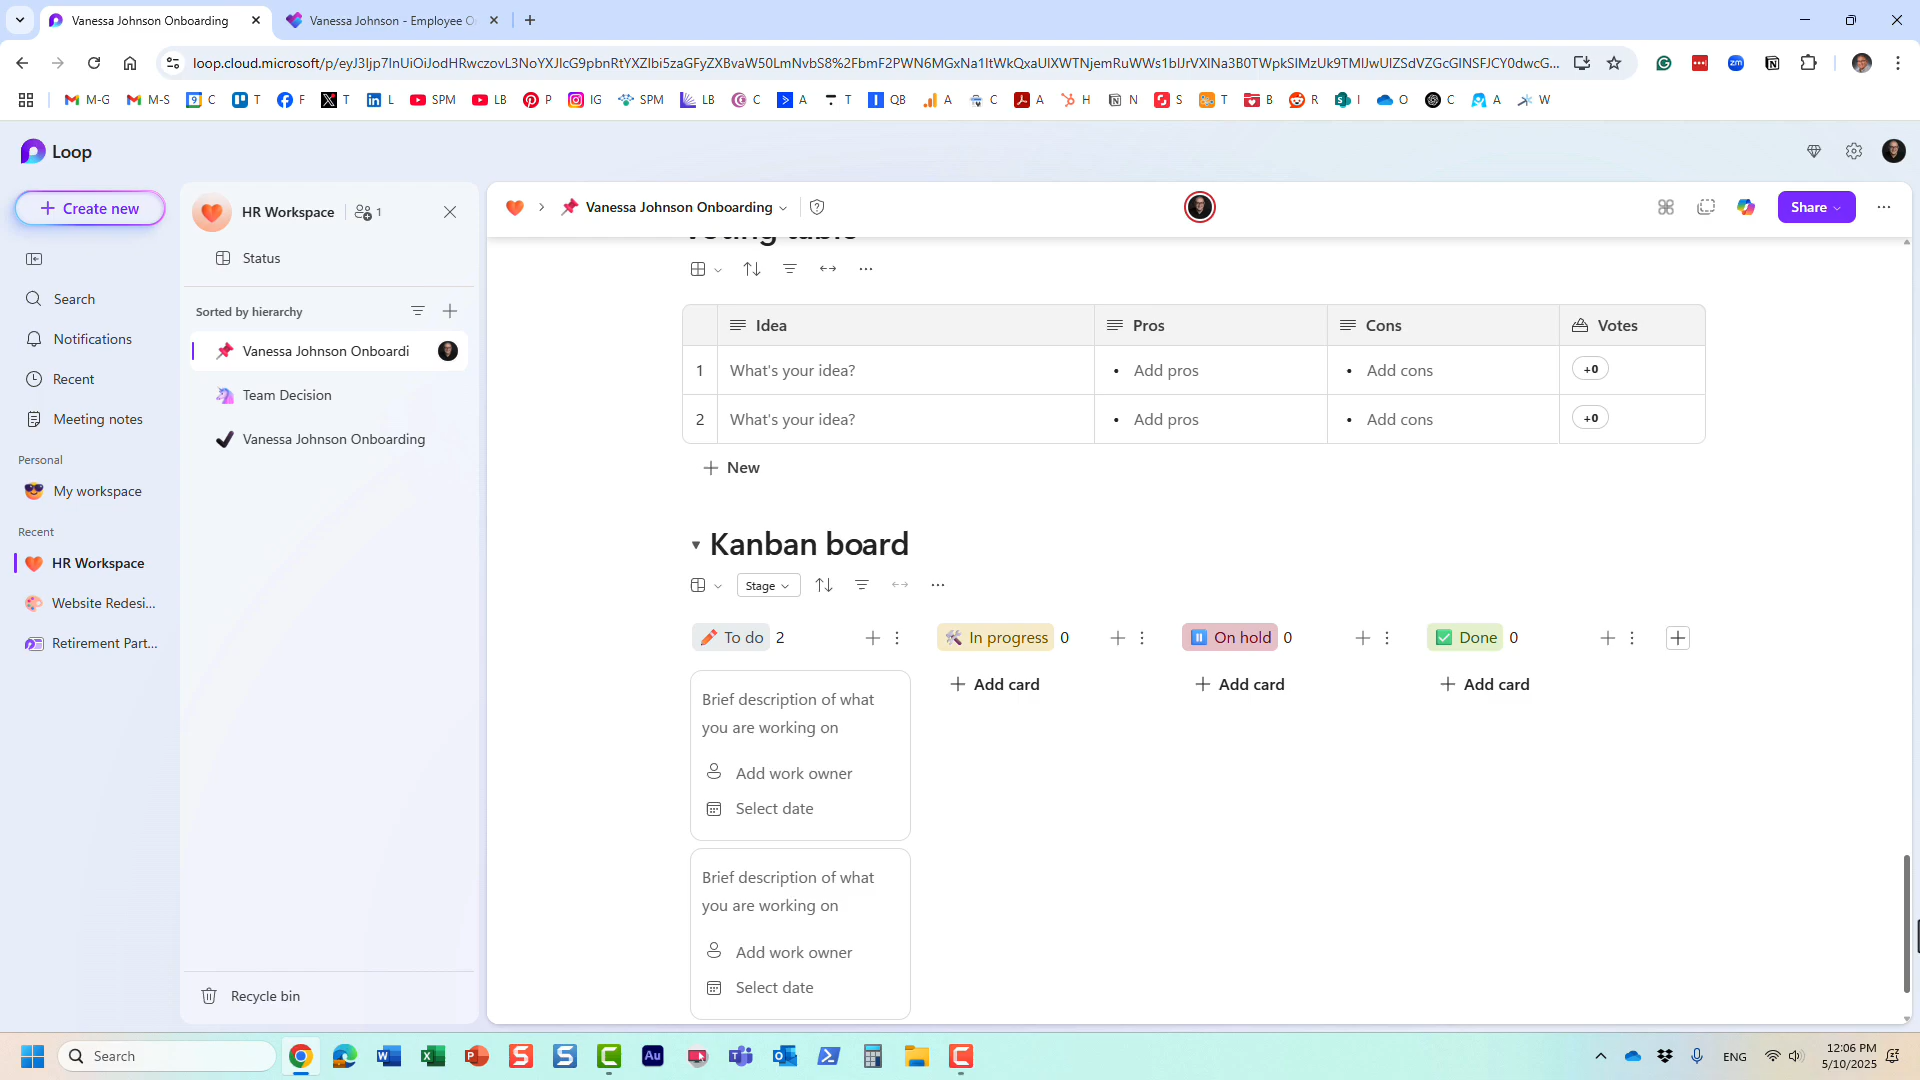 Vanessa Johnson Onboarding
Vanessa Johnson - Employee O
M-G
M-S
C
T
F
T
L
SPM
LB
P
IG
SPM
LB
C
A
T
QB
A
C
A
H
N
S
T
B
R
I
O
C
A
W
Loop
Create new
Search
Notifications
Recent
Meeting notes
Personal
My workspace
Recent
HR Workspace
Website Redesi...
Retirement Part...
HR Workspace
1
Status
Sorted by hierarchy
Vanessa Johnson Onboardi
Team Decision
Vanessa Johnson Onboarding
Recycle bin
Vanessa Johnson Onboarding
Share
Voting table
Idea Pros Cons Votes
1 What's your idea? • Add pros • Add cons +0
2 What's your idea? • Add pros • Add cons +0
New
Kanban board
Stage
To do 2 In progress 0 On hold 0 Done 0
Add card Add card Add card
Brief description of what
you are working on
Add work owner
Select date
Brief description of what
you are working on
Add work owner
Select date
Search
ENG
12:06 PM
5/10/2025